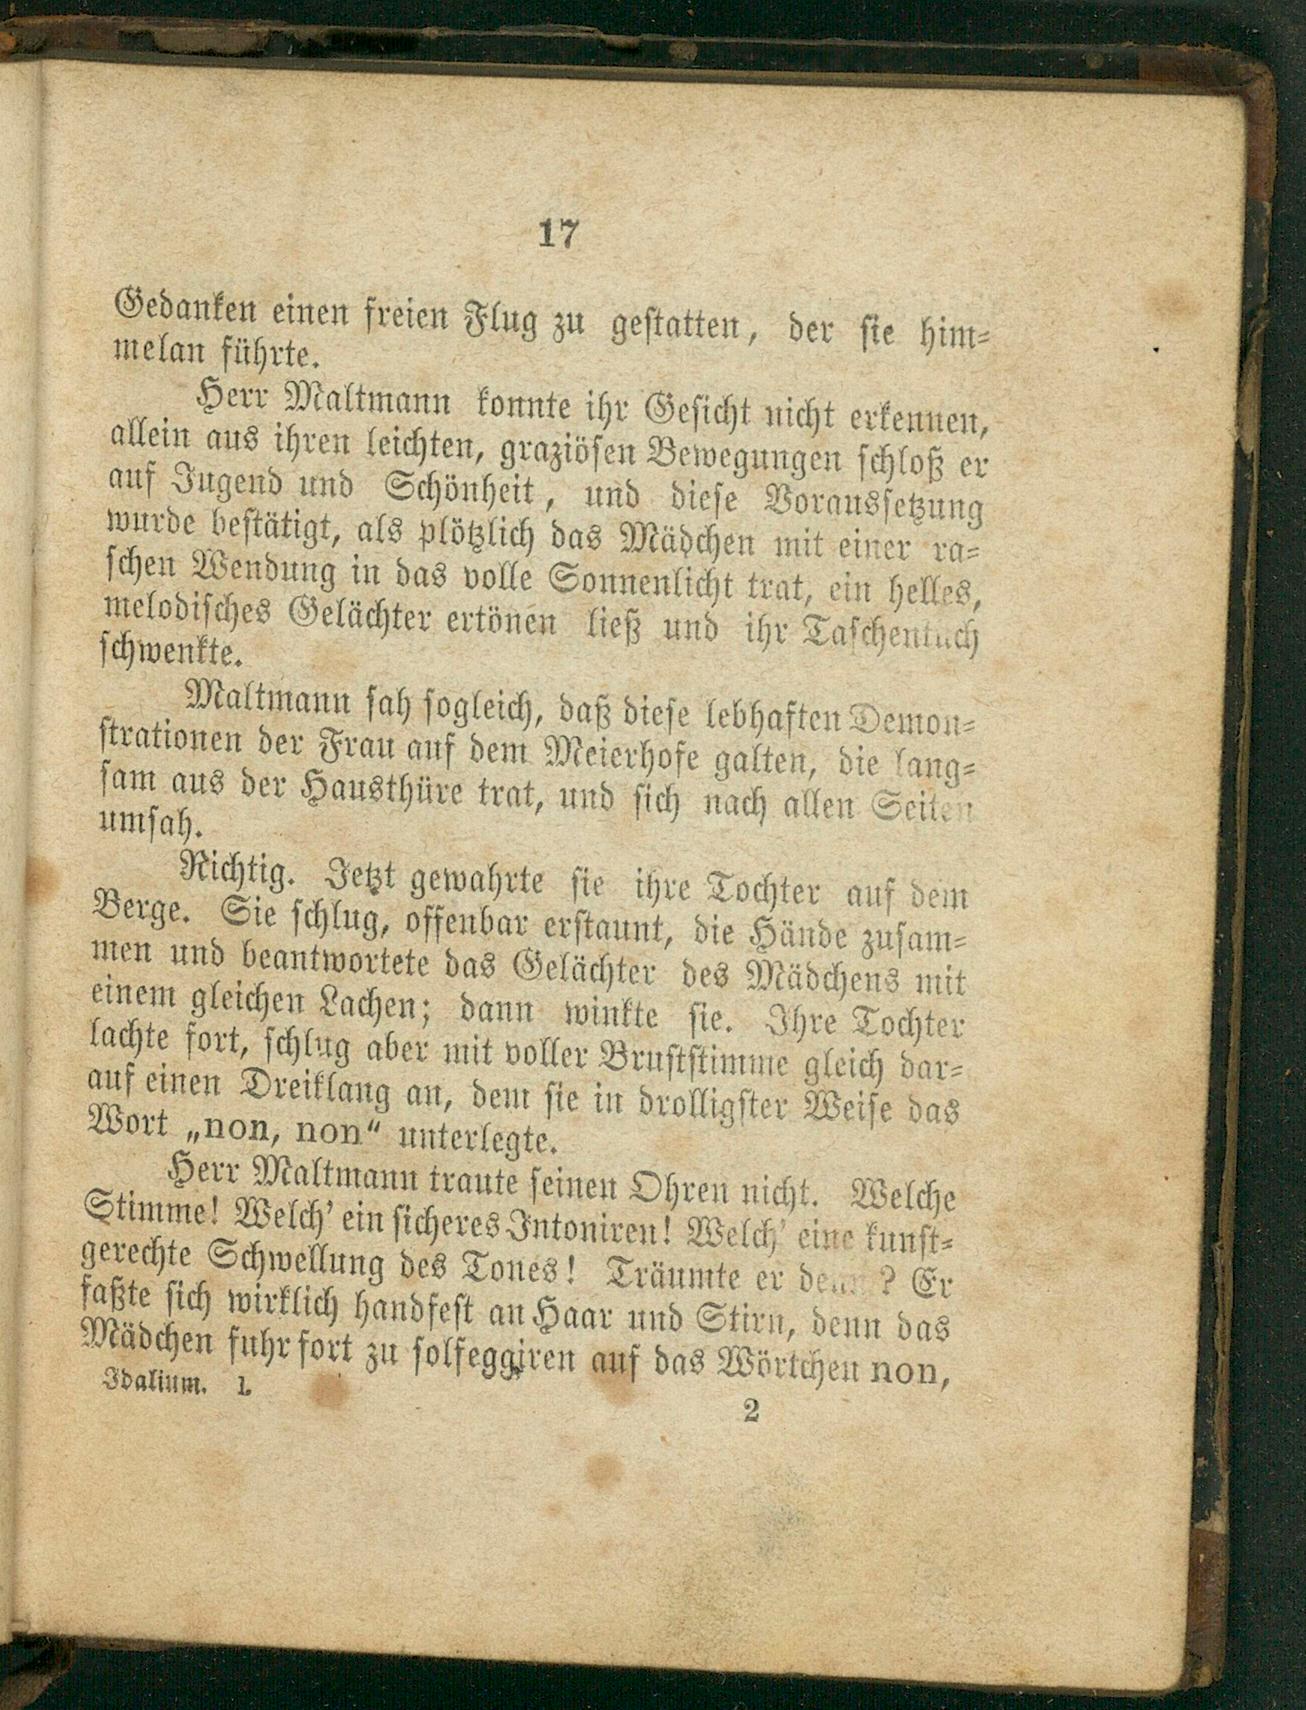 17
Gedanken einen freien Flug zu gestatten, der sie him-
melan führte.
Herr Maltmann konnte ihr Gesicht nicht erkennen,
allein aus ihren leichten, graziösen Bewegungen schloß er
auf Jugend und Schönheit, und diese Voraussetzung
wurde bestätigt, als plötzlich das Mädchen mit einer ra-
schen Wendung in das volle Sonnenlicht trat, ein helles,
melodisches Gelächter ertönen ließ und ihr Taschentuch
schwenkte.
Maltmann sah sogleich, daß diese lebhaften Demon-
strationen der Frau auf dem Meierhofe galten, die lang-
sam aus der Hausthüre trat, und sich nach allen Seiten
umsah.
Richtig. Jetzt gewahrte sie ihre Tochter auf dem
Berge. Sie schlug, offenbar erstaunt, die Hände zusam-
men und beantwortete das Gelächter des Mädchens mit
einem gleichen Lachen; dann winkte sie. Ihre Tochter
lachte fort, schlug aber mit voller Bruststimme gleich dar-
auf einen Dreiklang an, dem sie in drolligster Weise das
Wort „non, non“ unterlegte.
Herr Maltmann traute seinen Ohren nicht. Welche
Stimme! Welch' ein sicheres Intoniren! Welch' eine kunst-
gerechte Schwellung des Tones! Träumte er denn? Er
faßte sich wirklich handfest an Haar und Stirn, denn das
Mädchen fuhr fort zu solfeggiren auf das Wörtchen non,
Idalium. 1.
2